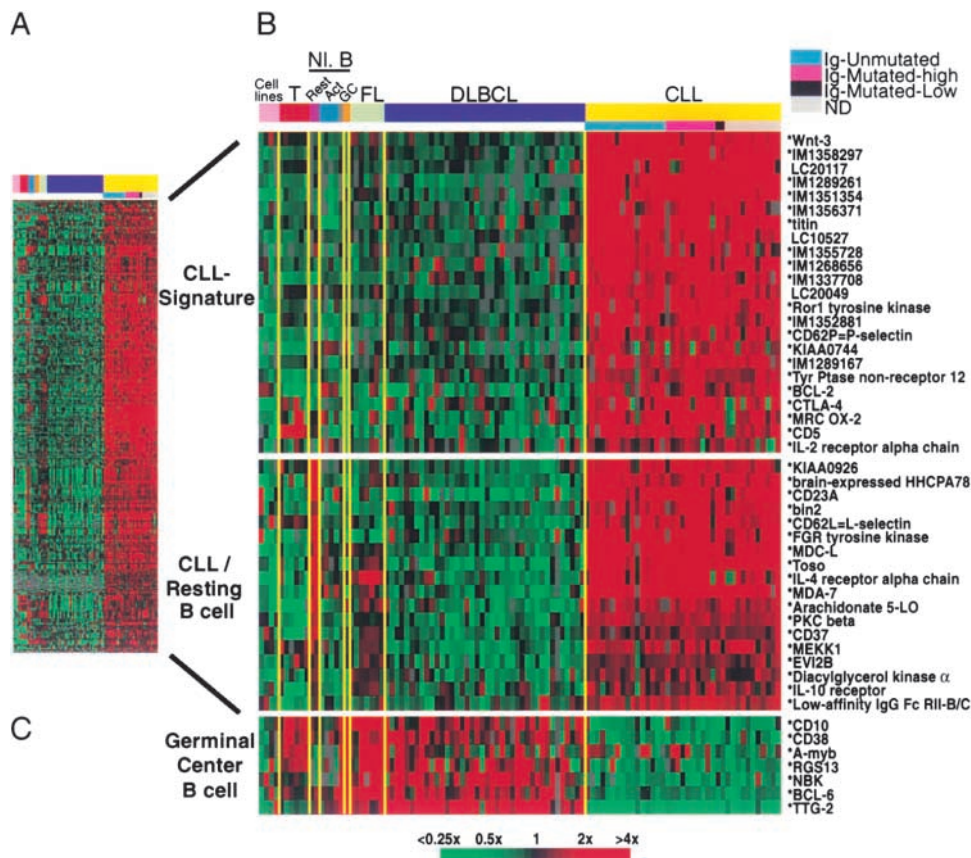 A
B
Nl. B
Cell lines
T
Rest
Act
GC
FL
DLBCL
CLL
Ig-Unmutated
Ig-Mutated-high
Ig-Mutated-Low
ND
CLL-
Signature
*Wnt-3
*IM1358297
LC20117
*IM1289261
*IM1351354
*IM1356371
*titin
LC10527
*IM1355728
*IM1268656
*IM1337708
LC20049
*Ror1 tyrosine kinase
*IM1352881
*CD62P=P-selectin
*KIAA0744
*IM1289167
*Tyr Ptase non-receptor 12
*BCL-2
*CTLA-4
*MRC OX-2
*CD5
*IL-2 receptor alpha chain
CLL /
Resting
B cell
*KIAA0926
*brain-expressed HHCPA78
*CD23A
*bln2
*CD62L=L-selectin
*FGR tyrosine kinase
*MDC-L
*Toso
*IL-4 receptor alpha chain
*MDA-7
*Arachidonate 5-LO
*PKC beta
*CD37
*MEKK1
*EVI2B
*Diacylglycerol kinase α
*IL-10 receptor
*Low-affinity IgG Fc RII-B/C
C
Germinal
Center
B cell
*CD10
*CD38
*A-myb
*RGS13
*NBK
*BCL-6
*TTG-2
<0.25x 0.5x 1 2x >4x